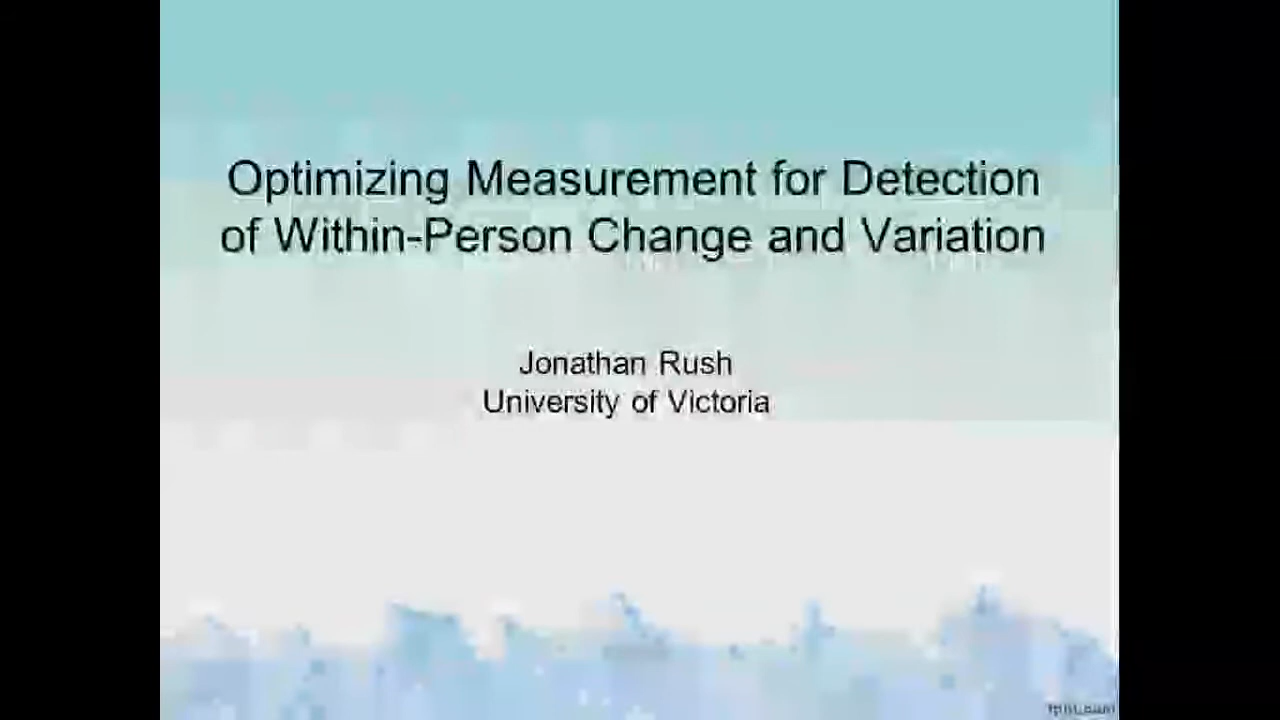 Optimizing Measurement for Detection
of Within-Person Change and Variation
Jonathan Rush
University of Victoria